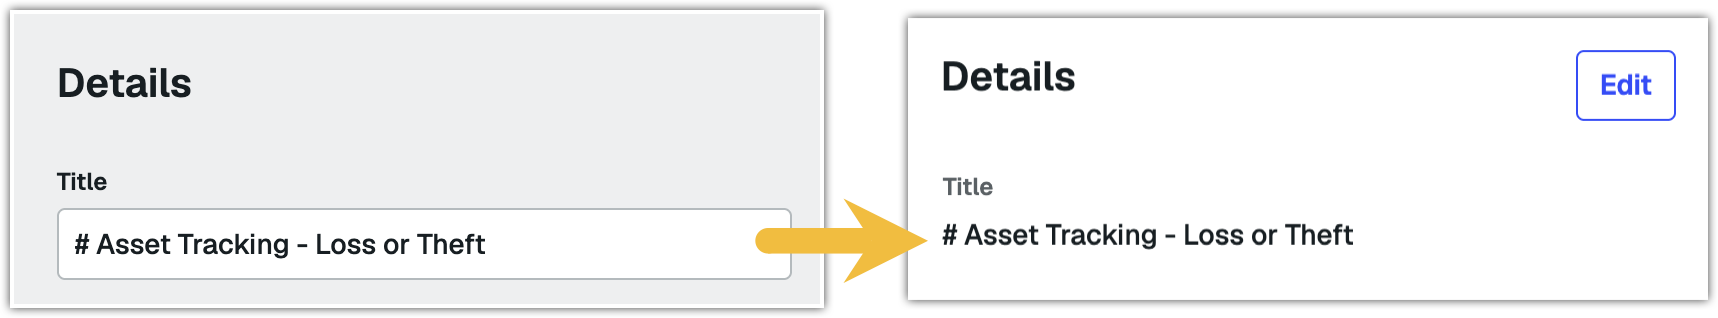 Details
Title
# Asset Tracking - Loss or Theft
Details
Edit
Title
# Asset Tracking - Loss or Theft